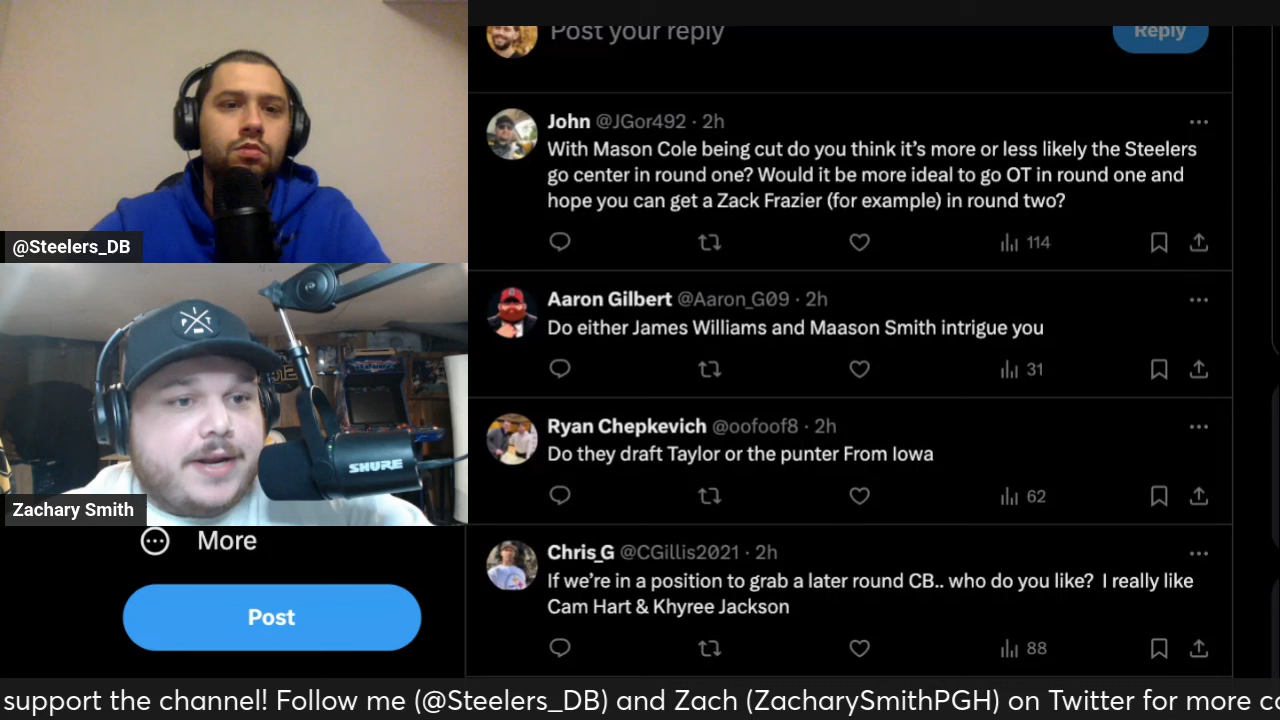 Post your reply
Reply
John @JGor492 · 2h
With Mason Cole being cut do you think it’s more or less likely the Steelers
go center in round one? Would it be more ideal to go OT in round one and
hope you can get a Zack Frazier (for example) in round two?
114
@Steelers_DB
Aaron Gilbert @Aaron_G09 · 2h
Do either James Williams and Maason Smith intrigue you
31
PIT
SHURE
Zachary Smith
Ryan Chepkevich @oofoof8 · 2h
Do they draft Taylor or the punter From Iowa
62
More
Post
Chris_G @CGillis2021 · 2h
If we’re in a position to grab a later round CB.. who do you like?  I really like
Cam Hart & Khyree Jackson
88
support the channel! Follow me (@Steelers_DB) and Zach (ZacharySmithPGH) on Twitter for more